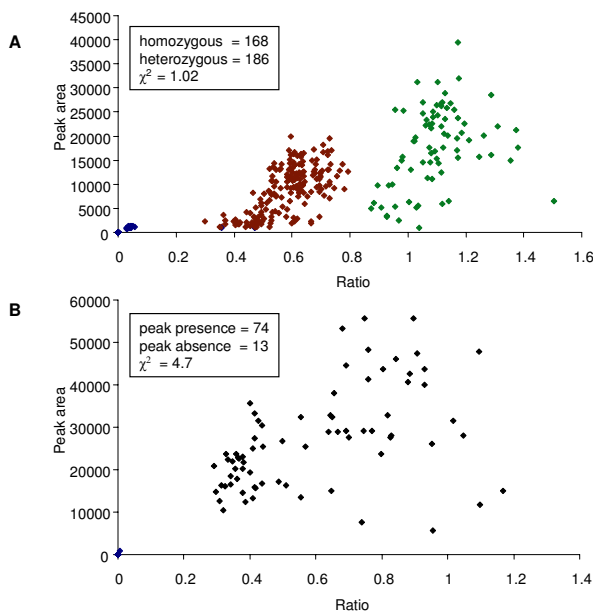 A
45000
40000
35000
30000
25000
20000
15000
10000
5000
0
Peak area
homozygous = 168
heterozygous = 186
χ² = 1.02
0 0.2 0.4 0.6 0.8 1 1.2 1.4 1.6
Ratio
B
60000
50000
40000
30000
20000
10000
0
Peak area
peak presence = 74
peak absence = 13
χ² = 4.7
0 0.2 0.4 0.6 0.8 1 1.2 1.4
Ratio